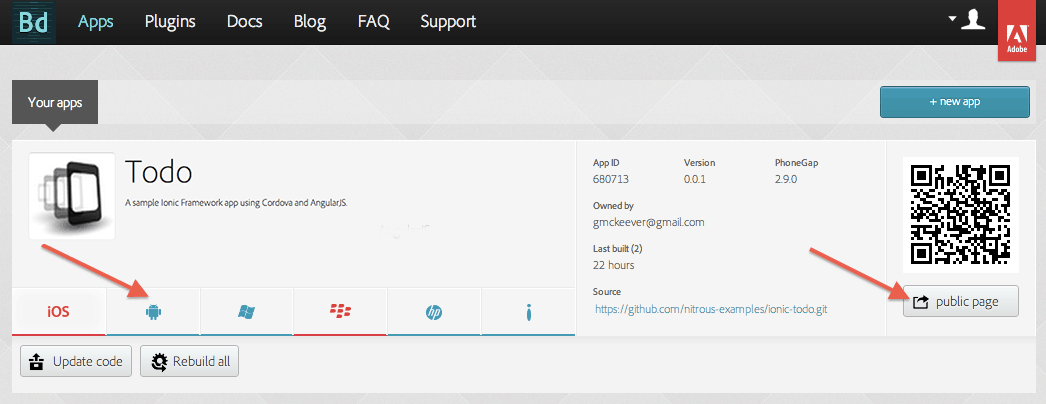 Bd Apps Plugins Docs Blog FAQ Support
Adobe
Your apps
+ new app
Todo
A sample Ionic Framework app using Cordova and AngularJS.
App ID Version PhoneGap
680713 0.0.1 2.9.0
Owned by
gmckeever@gmail.com
Last built (2)
22 hours
Source
https://github.com/nitrous-examples/ionic-todo.git
public page
iOS
hp
Update code Rebuild all